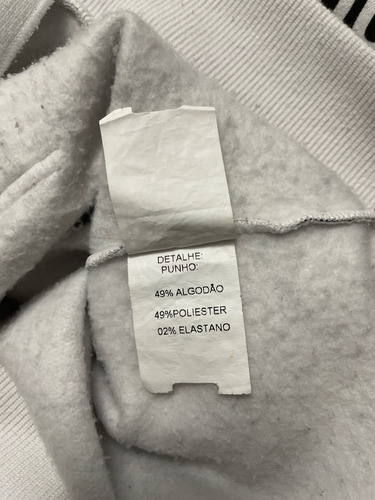 DETALHE:
PUNHO:
49% ALGODÃO
49%POLIESTER
02% ELASTANO